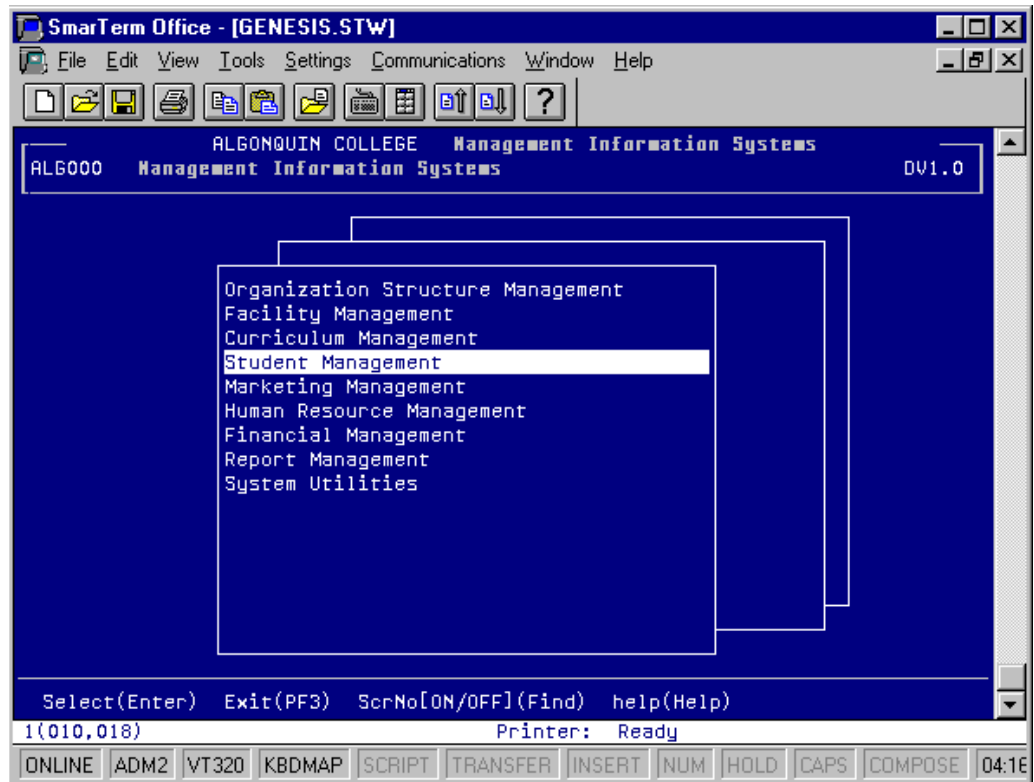 SmarTerm Office - [GENESIS.STW]
File Edit View Tools Settings Communications Window Help
ALGONQUIN COLLEGE Management Information Systems
ALG000 Management Information Systems DV1.0
Organization Structure Management
Facility Management
Curriculum Management
Student Management
Marketing Management
Human Resource Management
Financial Management
Report Management
System Utilities
Select(Enter) Exit(PF3) ScrNo[ON/OFF](Find) help(Help)
1(010,018) Printer: Ready
ONLINE ADM2 VT320 KBDMAP SCRIPT TRANSFER INSERT NUM HOLD CAPS COMPOSE 04:16